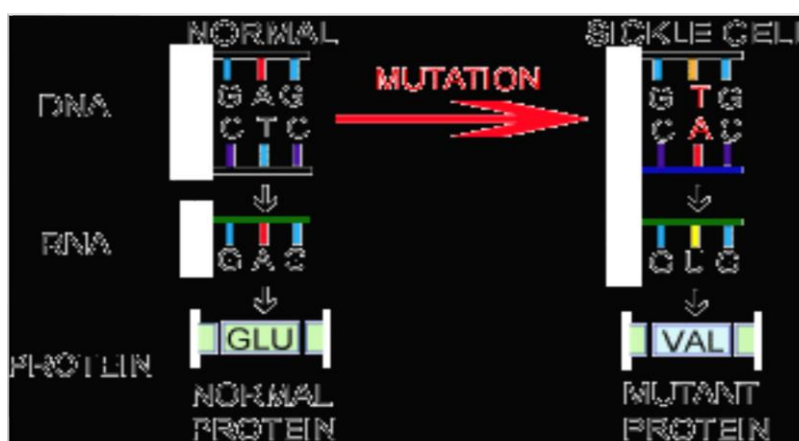 NORMAL
SICKLE CELL
MUTATION
DNA
G A G
C T C
G T G
C A C
RNA
G A G
G U G
PROTEIN
GLU
VAL
NORMAL
PROTEIN
MUTANT
PROTEIN